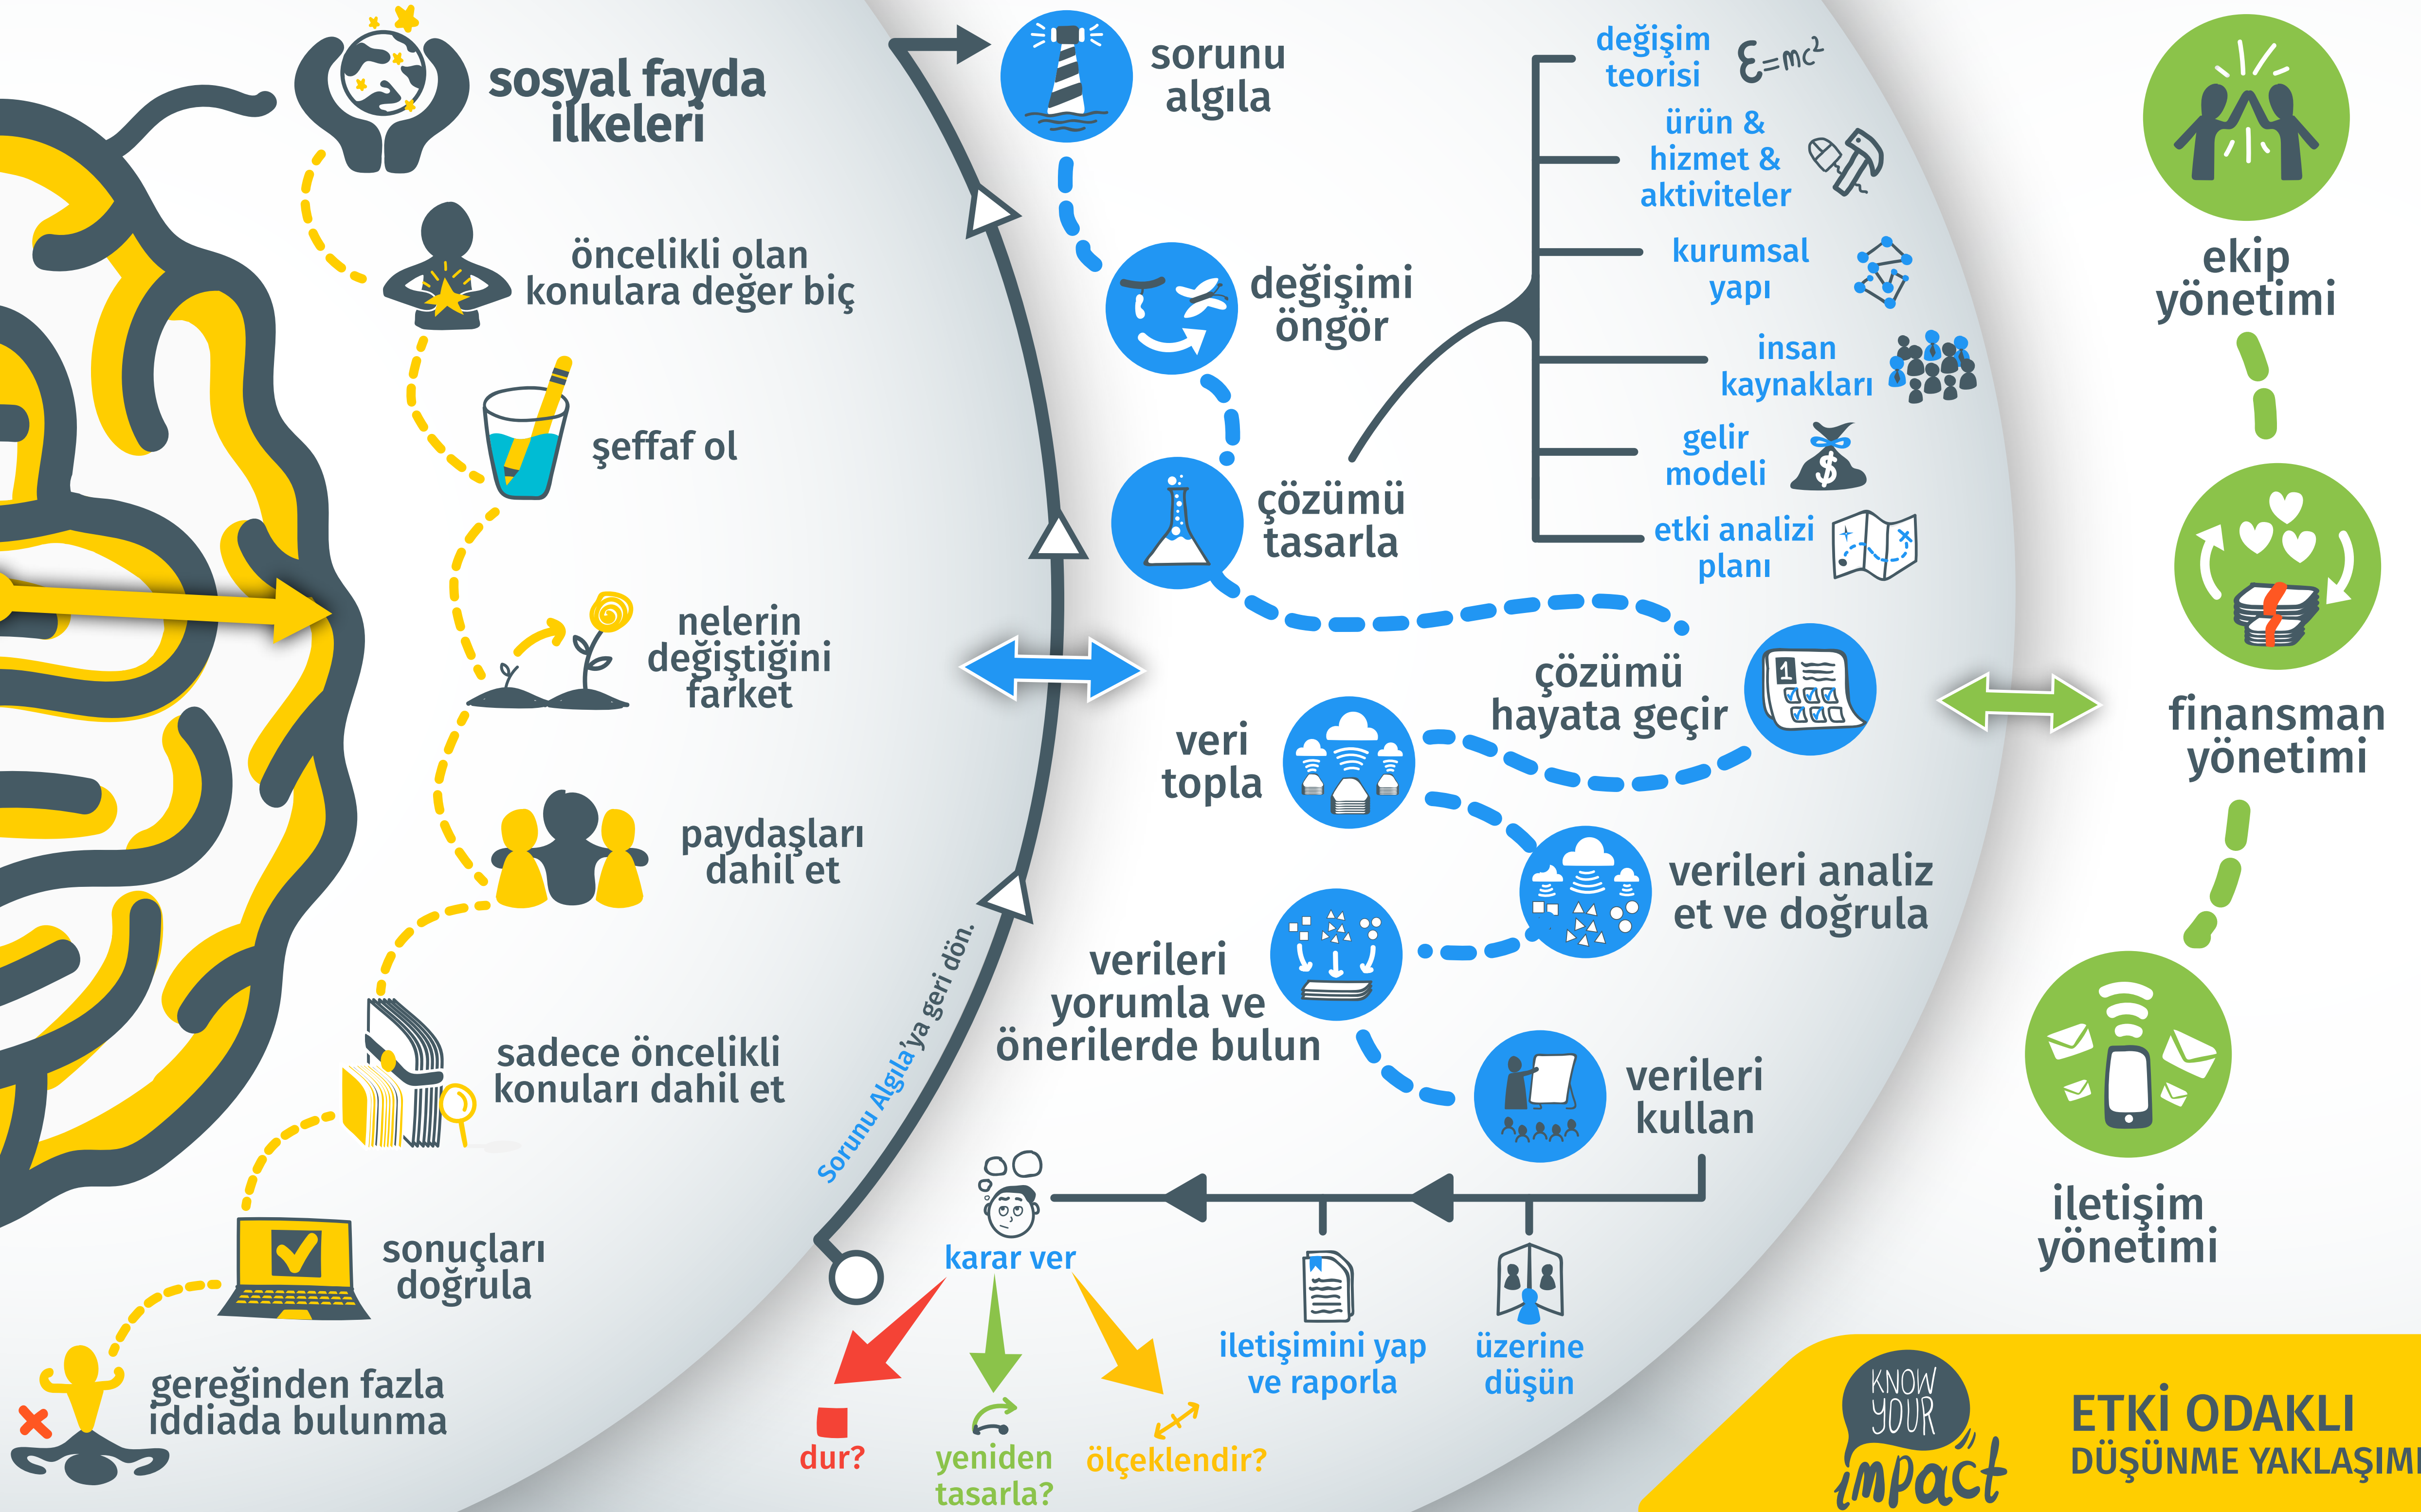 sosyal fayda
ilkeleri
öncelikli olan
konulara değer biç
şeffaf ol
nelerin
değiştiğini
farket
paydaşları
dahil et
sadece öncelikli
konuları dahil et
sonuçları
doğrula
gereğinden fazla
iddiada bulunma
Sorunu Algıla'ya geri dön.
sorunu
algıla
değişimi
öngör
çözümü
tasarla
değişim
teorisi
ε=mc²
ürün &
hizmet &
aktiviteler
kurumsal
yapı
insan
kaynakları
gelir
modeli
$
etki analizi
planı
çözümü
hayata geçir
1
veri
topla
verileri analiz
et ve doğrula
verileri
yorumla ve
önerilerde bulun
verileri
kullan
üzerine
düşün
iletişimini yap
ve raporla
karar ver
dur?
yeniden
tasarla?
ölçeklendir?
ekip
yönetimi
finansman
yönetimi
iletişim
yönetimi
KNOW
YOUR
impact
ETKİ ODAKLI
DÜŞÜNME YAKLAŞIMI